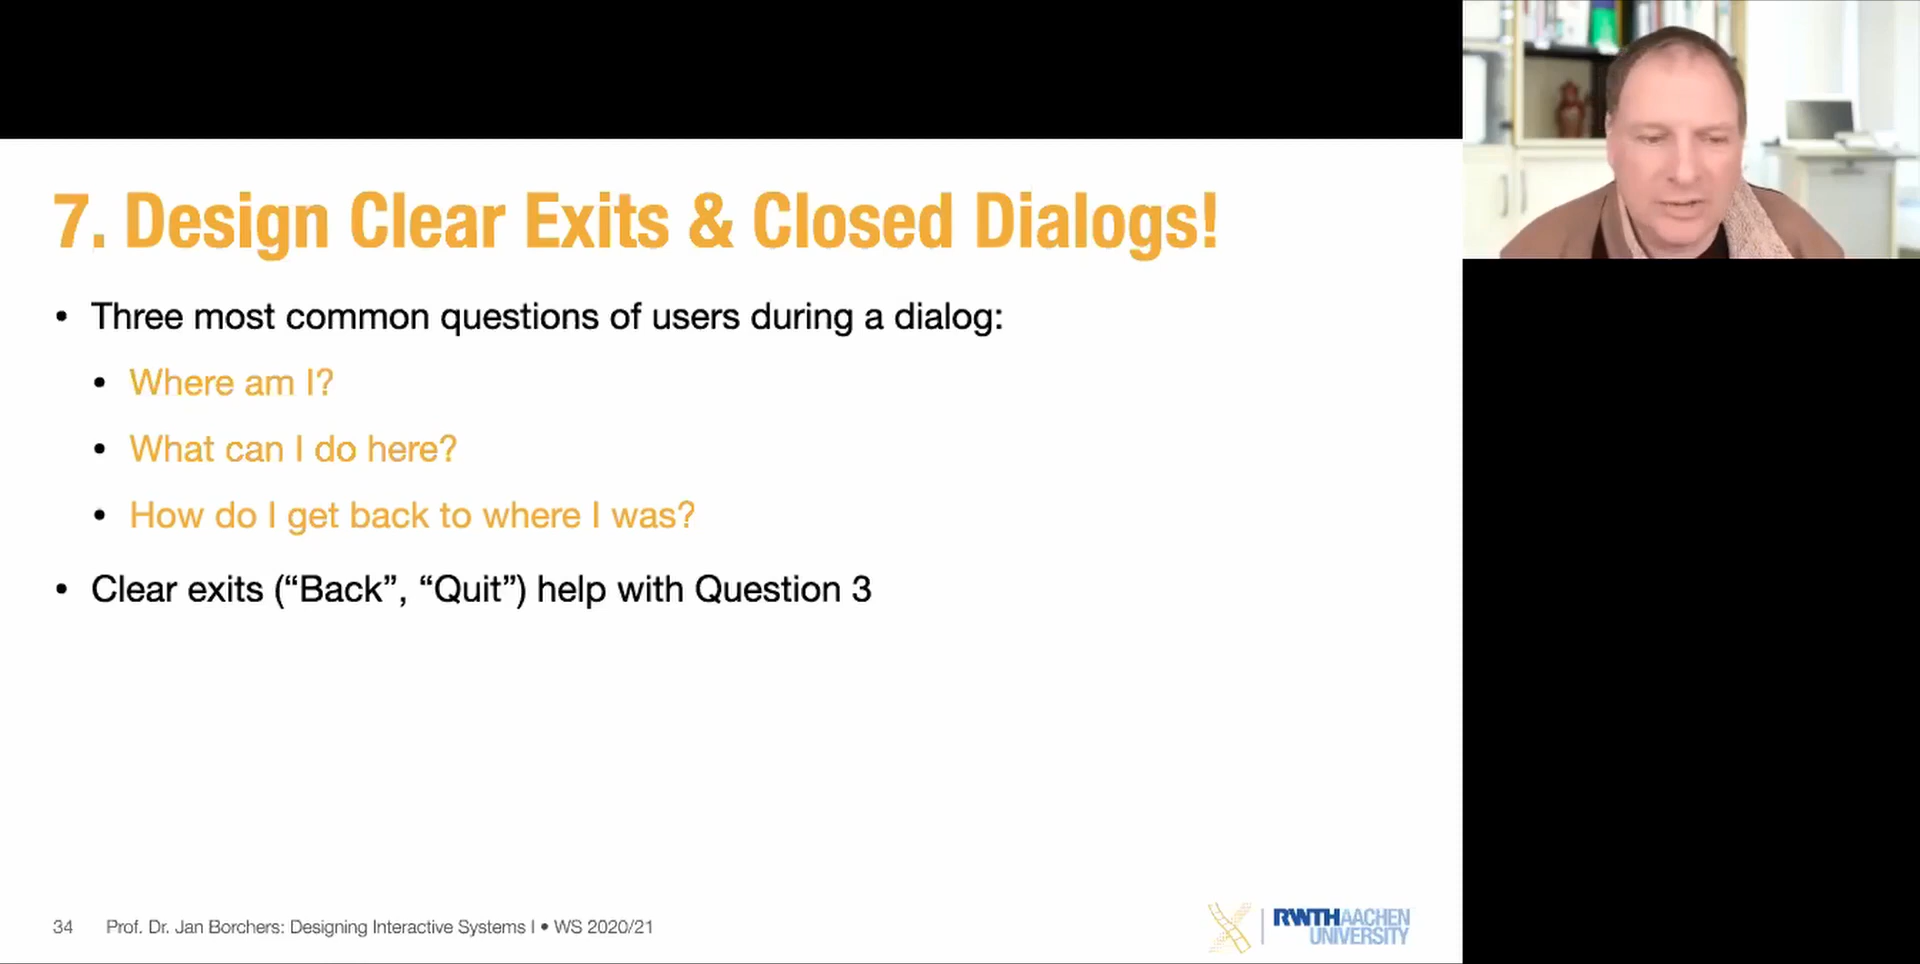 7. Design Clear Exits & Closed Dialogs!
• Three most common questions of users during a dialog:
• Where am I?
• What can I do here?
• How do I get back to where I was?
• Clear exits (“Back”, “Quit”) help with Question 3
34 Prof. Dr. Jan Borchers: Designing Interactive Systems I • WS 2020/21
RWTHAACHEN
UNIVERSITY